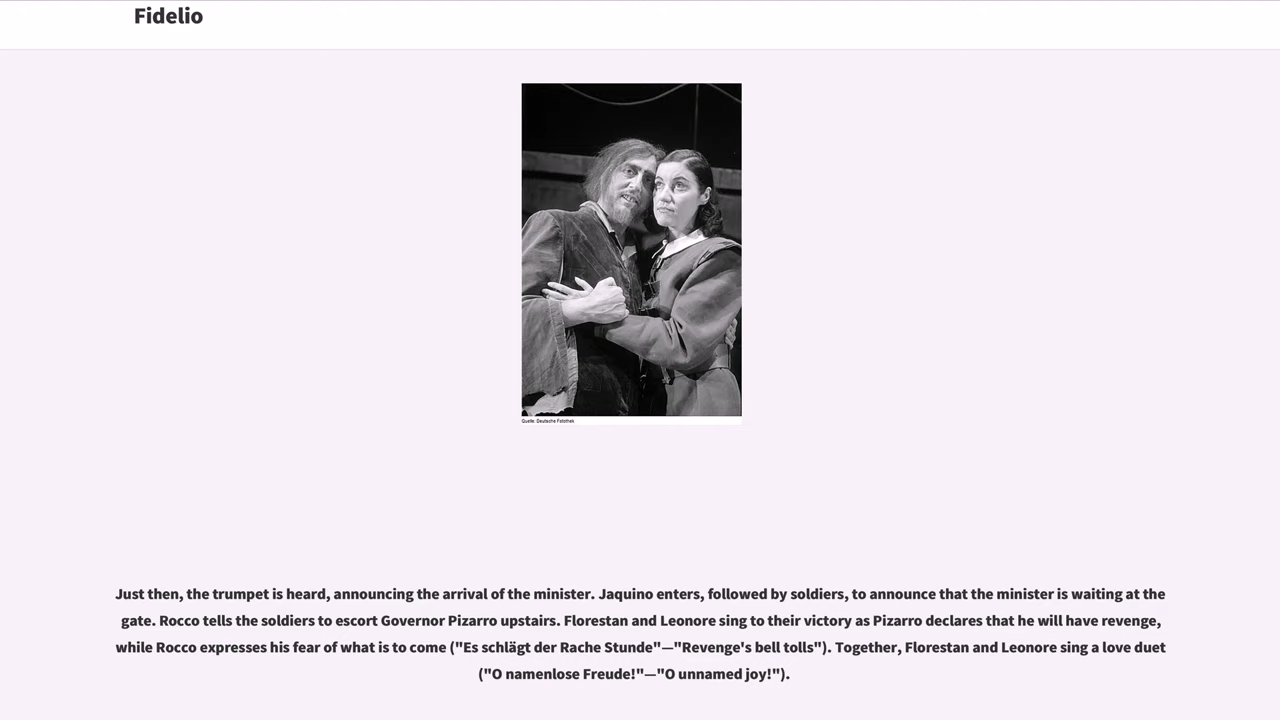 Fidelio
Quelle: Deutsche Fotothek
Just then, the trumpet is heard, announcing the arrival of the minister. Jaquino enters, followed by soldiers, to announce that the minister is waiting at the
gate. Rocco tells the soldiers to escort Governor Pizarro upstairs. Florestan and Leonore sing to their victory as Pizarro declares that he will have revenge,
while Rocco expresses his fear of what is to come ("Es schlägt der Rache Stunde"—"Revenge's bell tolls"). Together, Florestan and Leonore sing a love duet
("O namenlose Freude!"—"O unnamed joy!").